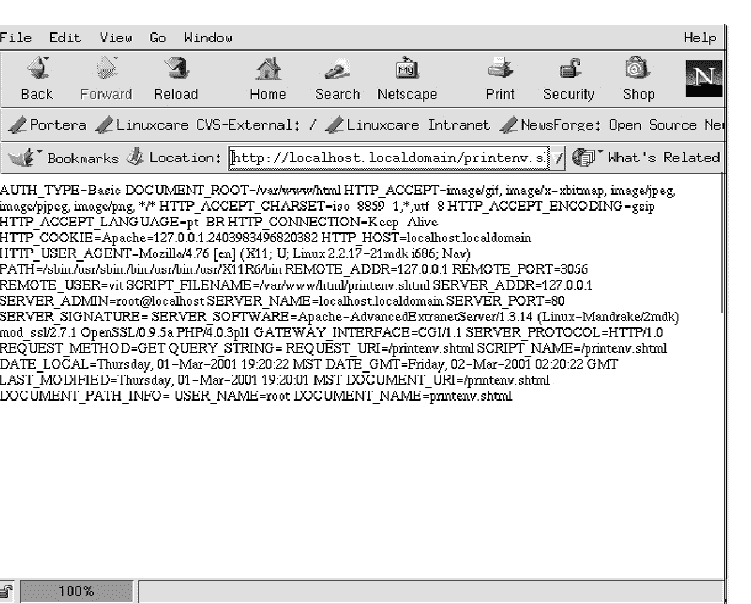 File Edit View Go Window Help
Back Forward Reload Home Search Netscape Print Security Shop
My
N
Portera Linuxcare CVS-External: / Linuxcare Intranet NewsForge: Open Source Ne
Bookmarks Location: http://localhost.localdomain/printenv.s What's Related
AUTH_TYPE=Basic DOCUMENT_ROOT=/var/www/html HTTP_ACCEPT=image/gif, image/x-xbitmap, image/jpeg,
image/pjpeg, image/png, */* HTTP_ACCEPT_CHARSET=iso-8859-1,*,utf-8 HTTP_ACCEPT_ENCODING=gzip
HTTP_ACCEPT_LANGUAGE=pt-BR HTTP_CONNECTION=Keep-Alive
HTTP_COOKIE=Apache=127.0.0.1.2403983496820382 HTTP_HOST=localhost.localdomain
HTTP_USER_AGENT=Mozilla/4.76 [en] (X11; U; Linux 2.2.17-21mdk i686; Nav)
PATH=/sbin:/usr/sbin:/bin:/usr/bin:/usr/X11R6/bin REMOTE_ADDR=127.0.0.1 REMOTE_PORT=3056
REMOTE_USER=vit SCRIPT_FILENAME=/var/www/html/printenv.shtml SERVER_ADDR=127.0.0.1
SERVER_ADMIN=root@localhost SERVER_NAME=localhost.localdomain SERVER_PORT=80
SERVER_SIGNATURE= SERVER_SOFTWARE=Apache-AdvancedExtranetServer/1.3.14 (Linux-Mandrake/2mdk)
mod_ssl/2.7.1 OpenSSL/0.9.5a PHP/4.0.3pl1 GATEWAY_INTERFACE=CGI/1.1 SERVER_PROTOCOL=HTTP/1.0
REQUEST_METHOD=GET QUERY_STRING= REQUEST_URI=/printenv.shtml SCRIPT_NAME=/printenv.shtml
DATE_LOCAL=Thursday, 01-Mar-2001 19:20:22 MST DATE_GMT=Friday, 02-Mar-2001 02:20:22 GMT
LAST_MODIFIED=Thursday, 01-Mar-2001 19:20:01 MST DOCUMENT_URI=/printenv.shtml
DOCUMENT_PATH_INFO= USER_NAME=root DOCUMENT_NAME=printenv.shtml
100%